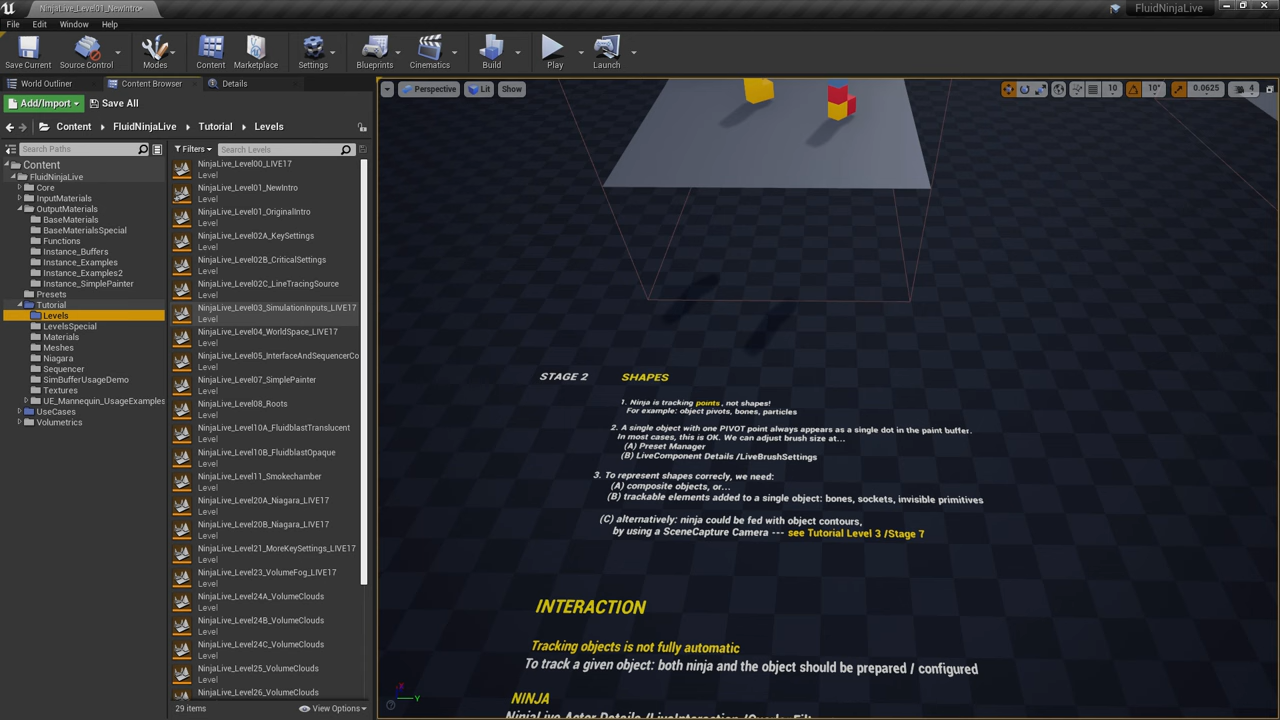 NinjaLive_Level01_NewIntro•
FluidNinjaLive
File Edit Window Help
Save Current Source Control Modes Content Marketplace Settings Blueprints Cinematics Build Play Launch
World Outliner Content Browser Details
Add/Import Save All
Content FluidNinjaLive Tutorial Levels
Search Paths Filters Search Levels
Content
FluidNinjaLive
Core
InputMaterials
OutputMaterials
BaseMaterials
BaseMaterialsSpecial
Functions
Instance_Buffers
Instance_Examples
Instance_Examples2
Instance_SimplePainter
Presets
Tutorial
Levels
LevelsSpecial
Materials
Meshes
Niagara
Sequencer
SimBufferUsageDemo
Textures
UE_Mannequin_UsageExamples
UseCases
Volumetrics
NinjaLive_Level00_LIVE17
Level
NinjaLive_Level01_NewIntro
Level
NinjaLive_Level01_OriginalIntro
Level
NinjaLive_Level02A_KeySettings
Level
NinjaLive_Level02B_CriticalSettings
Level
NinjaLive_Level02C_LineTracingSource
Level
NinjaLive_Level03_SimulationInputs_LIVE17
Level
NinjaLive_Level04_WorldSpace_LIVE17
Level
NinjaLive_Level05_InterfaceAndSequencerCo
Level
NinjaLive_Level07_SimplePainter
Level
NinjaLive_Level08_Roots
Level
NinjaLive_Level10A_FluidblastTranslucent
Level
NinjaLive_Level10B_FluidblastOpaque
Level
NinjaLive_Level11_Smokechamber
Level
NinjaLive_Level20A_Niagara_LIVE17
Level
NinjaLive_Level20B_Niagara_LIVE17
Level
NinjaLive_Level21_MoreKeySettings_LIVE17
Level
NinjaLive_Level23_VolumeFog_LIVE17
Level
NinjaLive_Level24A_VolumeClouds
Level
NinjaLive_Level24B_VolumeClouds
Level
NinjaLive_Level24C_VolumeClouds
Level
NinjaLive_Level25_VolumeClouds
Level
NinjaLive_Level26_VolumeClouds
29 items View Options
Perspective Lit Show 10 10° 0.0625 4
STAGE 2 SHAPES
1. Ninja is tracking points, not shapes!
For example: object pivots, bones, particles
2. A single object with one PIVOT point always appears as a single dot in the paint buffer.
In most cases, this is OK. We can adjust brush size at...
(A) Preset Manager
(B) LiveComponent Details /LiveBrushSettings
3. To represent shapes correcly, we need:
(A) composite objects, or...
(B) trackable elements added to a single object: bones, sockets, invisible primitives
(C) alternatively: ninja could be fed with object contours,
by using a SceneCapture Camera --- see Tutorial Level 3 /Stage 7
INTERACTION
Tracking objects is not fully automatic
To track a given object: both ninja and the object should be prepared / configured
NINJA
NinjaLive Actor Details /LiveInteraction
X
Y